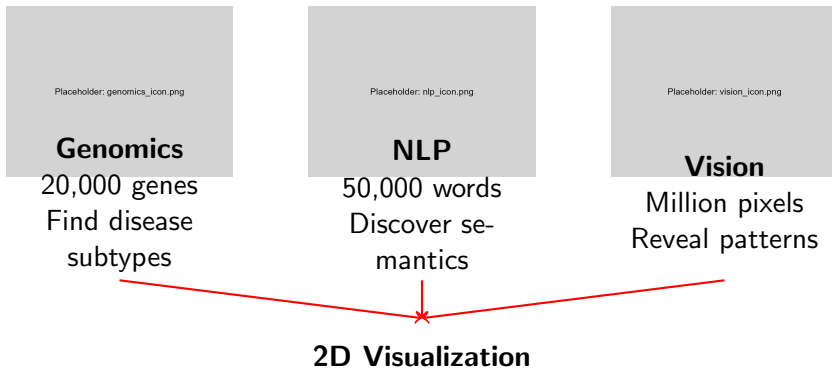 Placeholder: genomics_icon.png
Genomics
20,000 genes
Find disease
subtypes
Placeholder: nlp_icon.png
NLP
50,000 words
Discover se-
mantics
Placeholder: vision_icon.png
Vision
Million pixels
Reveal patterns
2D Visualization